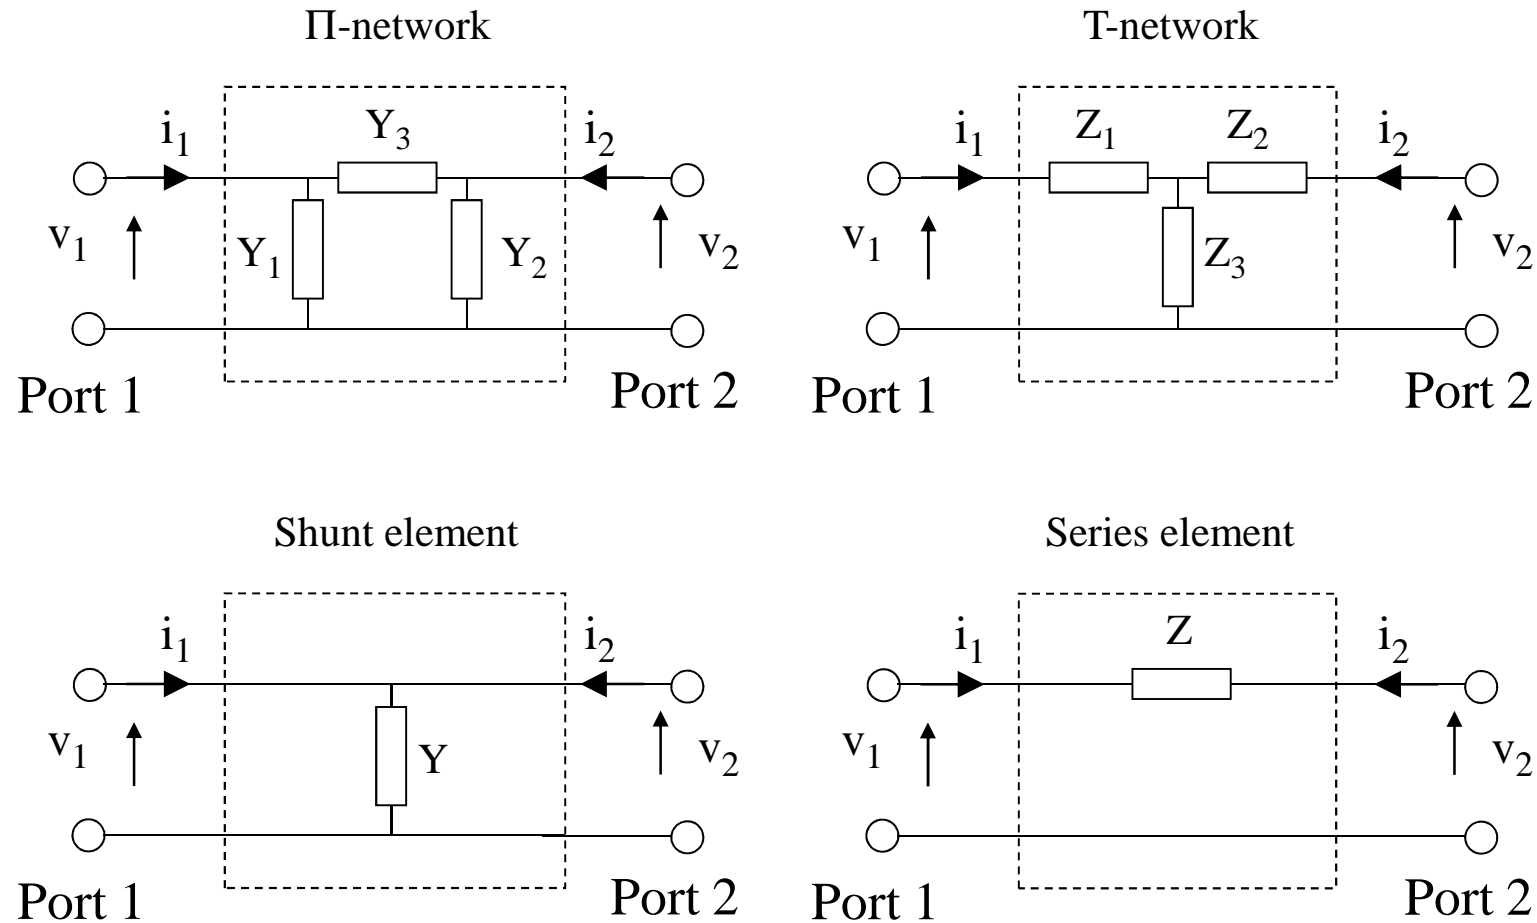 Π-network
i1
Y3
i2
v1
Y1
Y2
v2
Port 1
Port 2
T-network
i1
Z1
Z2
i2
v1
Z3
v2
Port 1
Port 2
Shunt element
i1
i2
v1
Y
v2
Port 1
Port 2
Series element
i1
Z
i2
v1
v2
Port 1
Port 2